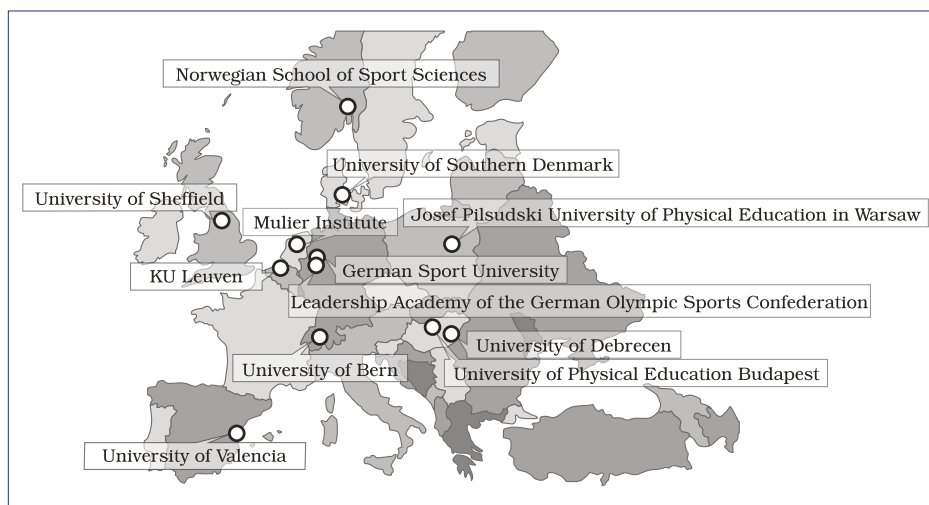 Norwegian School of Sport Sciences
University of Southern Denmark
University of Sheffield
Mulier Institute
Josef Pilsudski University of Physical Education in Warsaw
KU Leuven
German Sport University
Leadership Academy of the German Olympic Sports Confederation
University of Debrecen
University of Bern
University of Physical Education Budapest
University of Valencia